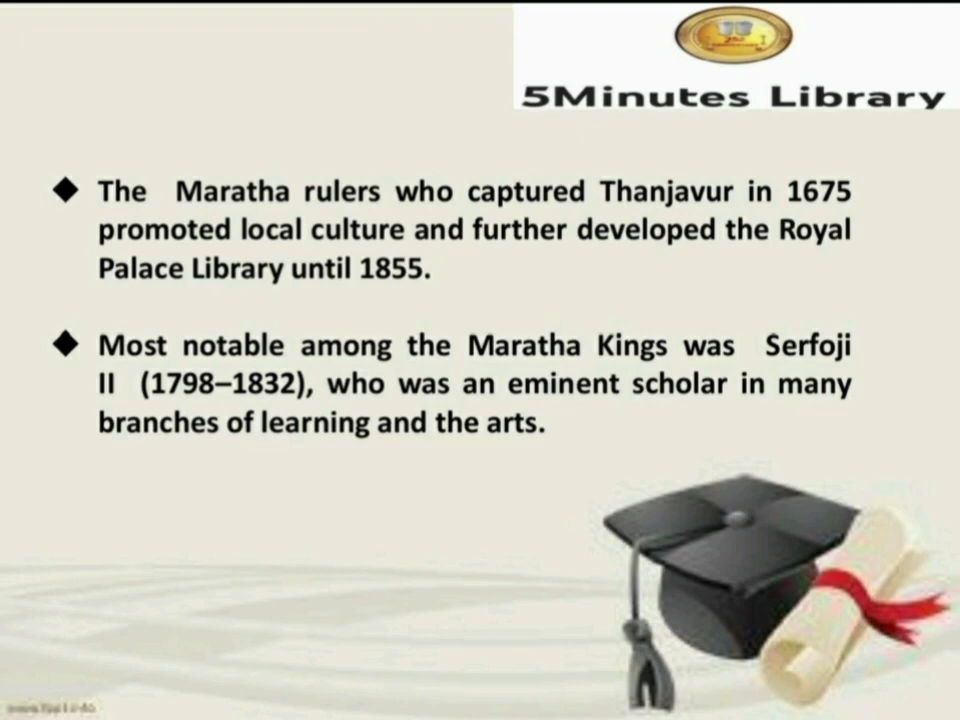 5Minutes Library
◆ The Maratha rulers who captured Thanjavur in 1675
promoted local culture and further developed the Royal
Palace Library until 1855.
◆ Most notable among the Maratha Kings was Serfoji
II (1798–1832), who was an eminent scholar in many
branches of learning and the arts.